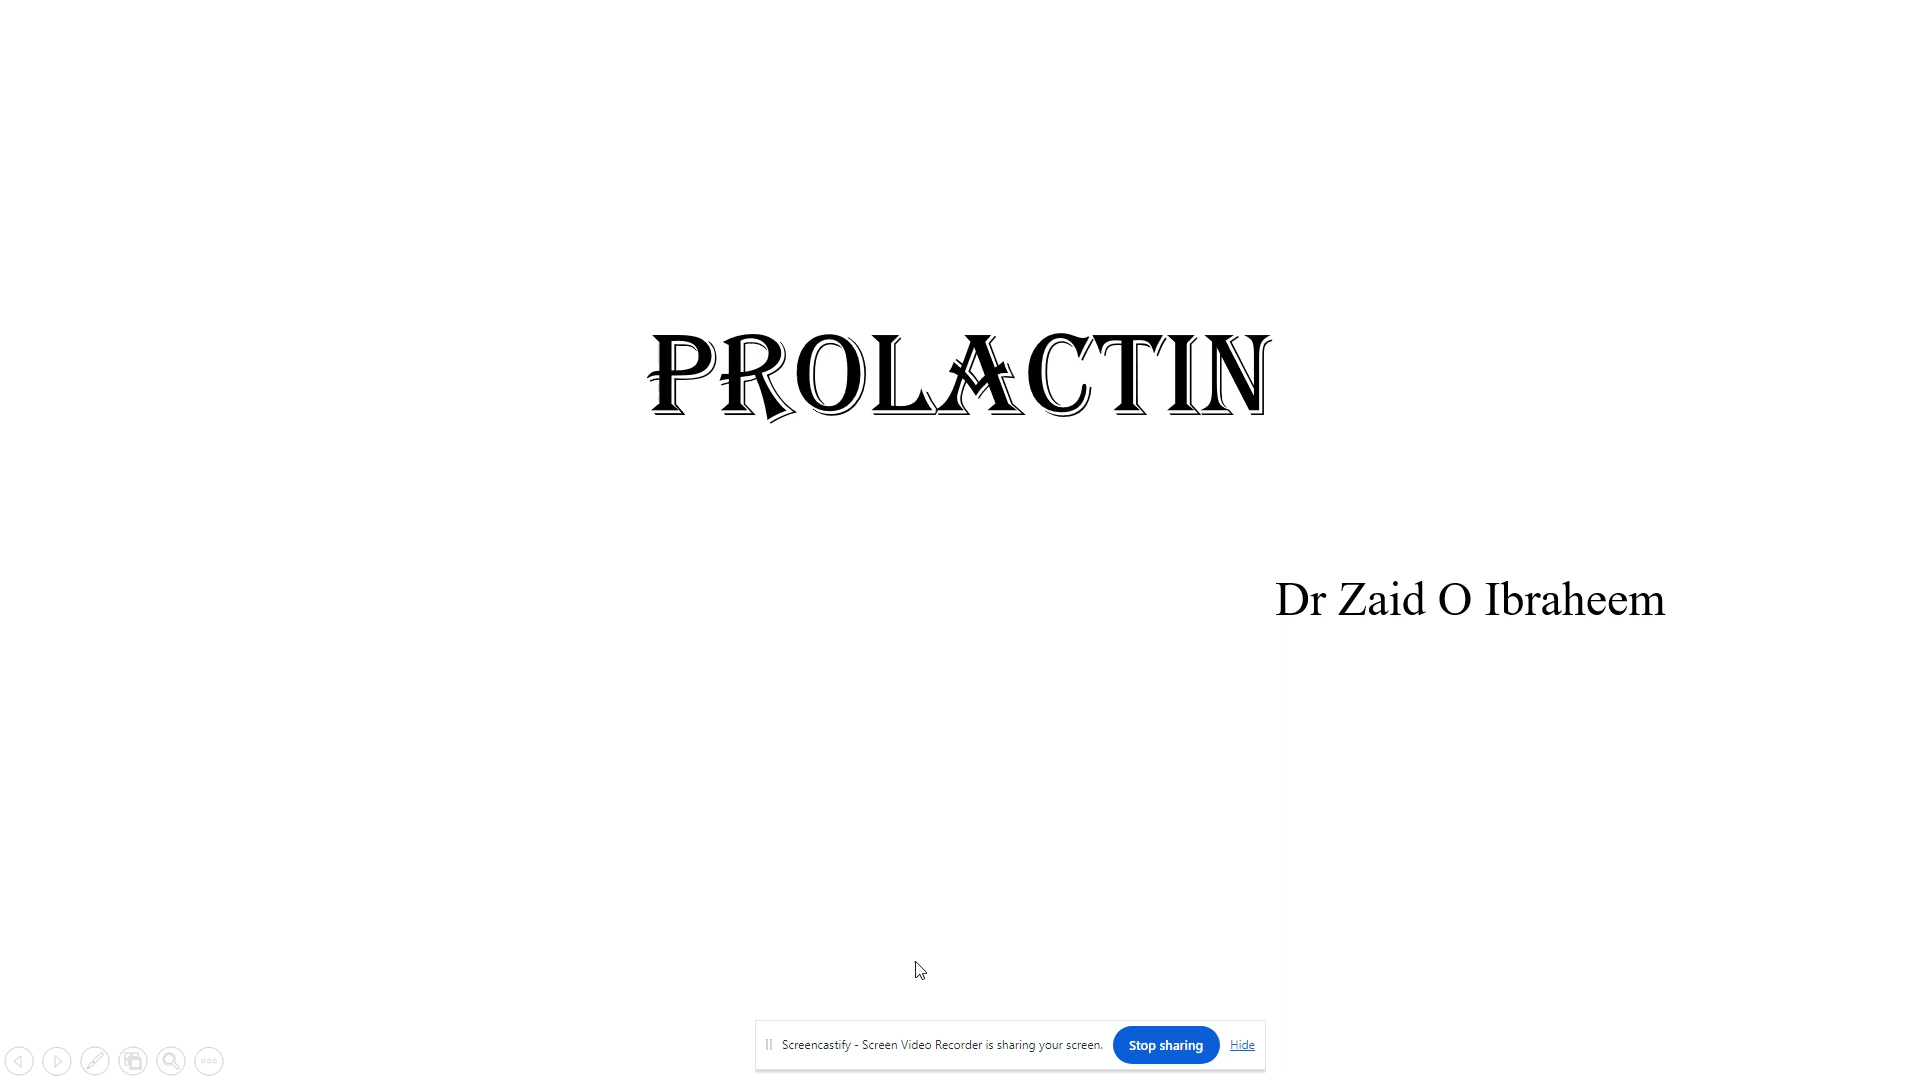 PROLACTIN
Dr Zaid O Ibraheem
Screencastify - Screen Video Recorder is sharing your screen. Stop sharing Hide